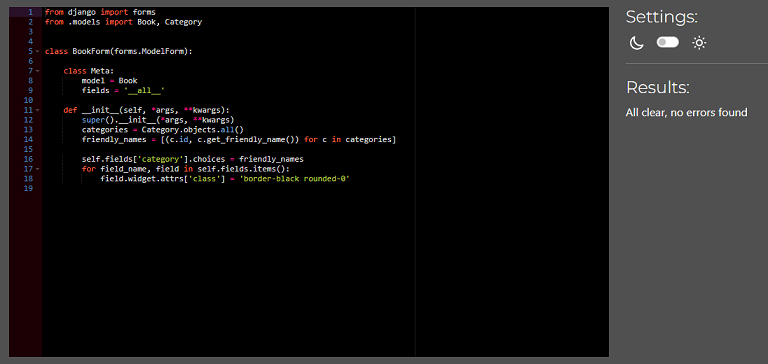 1 from django import forms
2 from .models import Book, Category
3
4
5 class BookForm(forms.ModelForm):
6
7     class Meta:
8         model = Book
9         fields = '__all__'
10
11     def __init__(self, *args, **kwargs):
12         super().__init__(*args, **kwargs)
13         categories = Category.objects.all()
14         friendly_names = [(c.id, c.get_friendly_name()) for c in categories]
15
16         self.fields['category'].choices = friendly_names
17         for field_name, field in self.fields.items():
18             field.widget.attrs['class'] = 'border-black rounded-0'
19
Settings:
Results:
All clear, no errors found